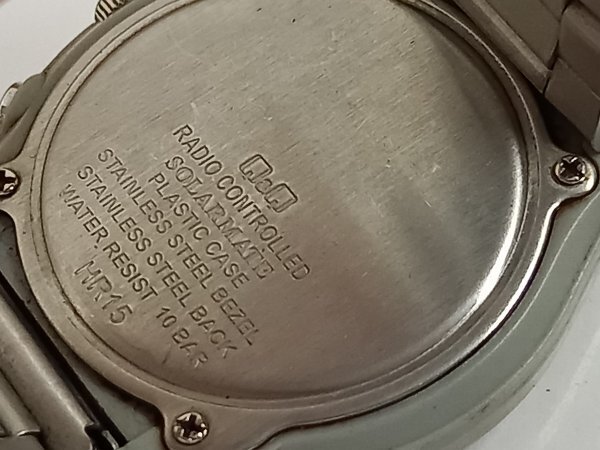 Q&Q
RADIO CONTROLLED
SOLARMATE
PLASTIC CASE
STAINLESS STEEL BEZEL
STAINLESS STEEL BACK
WATER RESIST 10 BAR
HR15